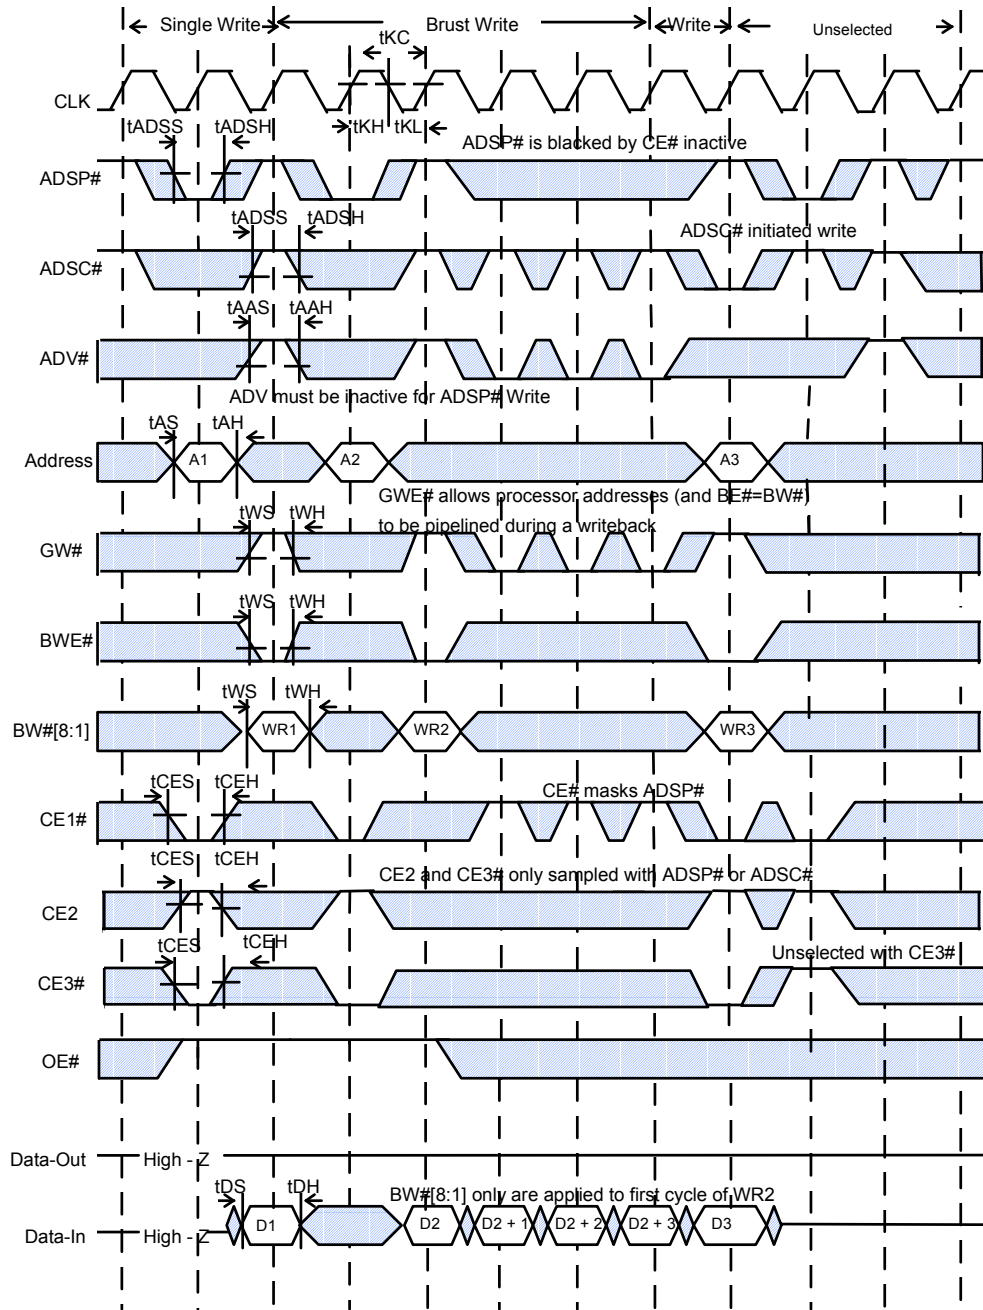 Single Write Brust Write Write Unselected
tKC
CLK
tKH tKL
tADSS tADSH ADSP# is blacked by CE# inactive
ADSP#
tADSS tADSH ADSC# initiated write
ADSC#
tAAS tAAH
ADV#
ADV must be inactive for ADSP# Write
tAS tAH
Address A1 A2 A3
GWE# allows processor addresses (and BE#=BW#)
tWS tWH to be pipelined during a writeback
GW#
tWS tWH
BWE#
tWS tWH
BW#[8:1] WR1 WR2 WR3
tCES tCEH CE# masks ADSP#
CE1#
tCES tCEH CE2 and CE3# only sampled with ADSP# or ADSC#
CE2
tCES tCEH Unselected with CE3#
CE3#
OE#
Data-Out High - Z
tDS tDH BW#[8:1] only are applied to first cycle of WR2
Data-In High - Z D1 D2 D2 + 1 D2 + 2 D2 + 3 D3